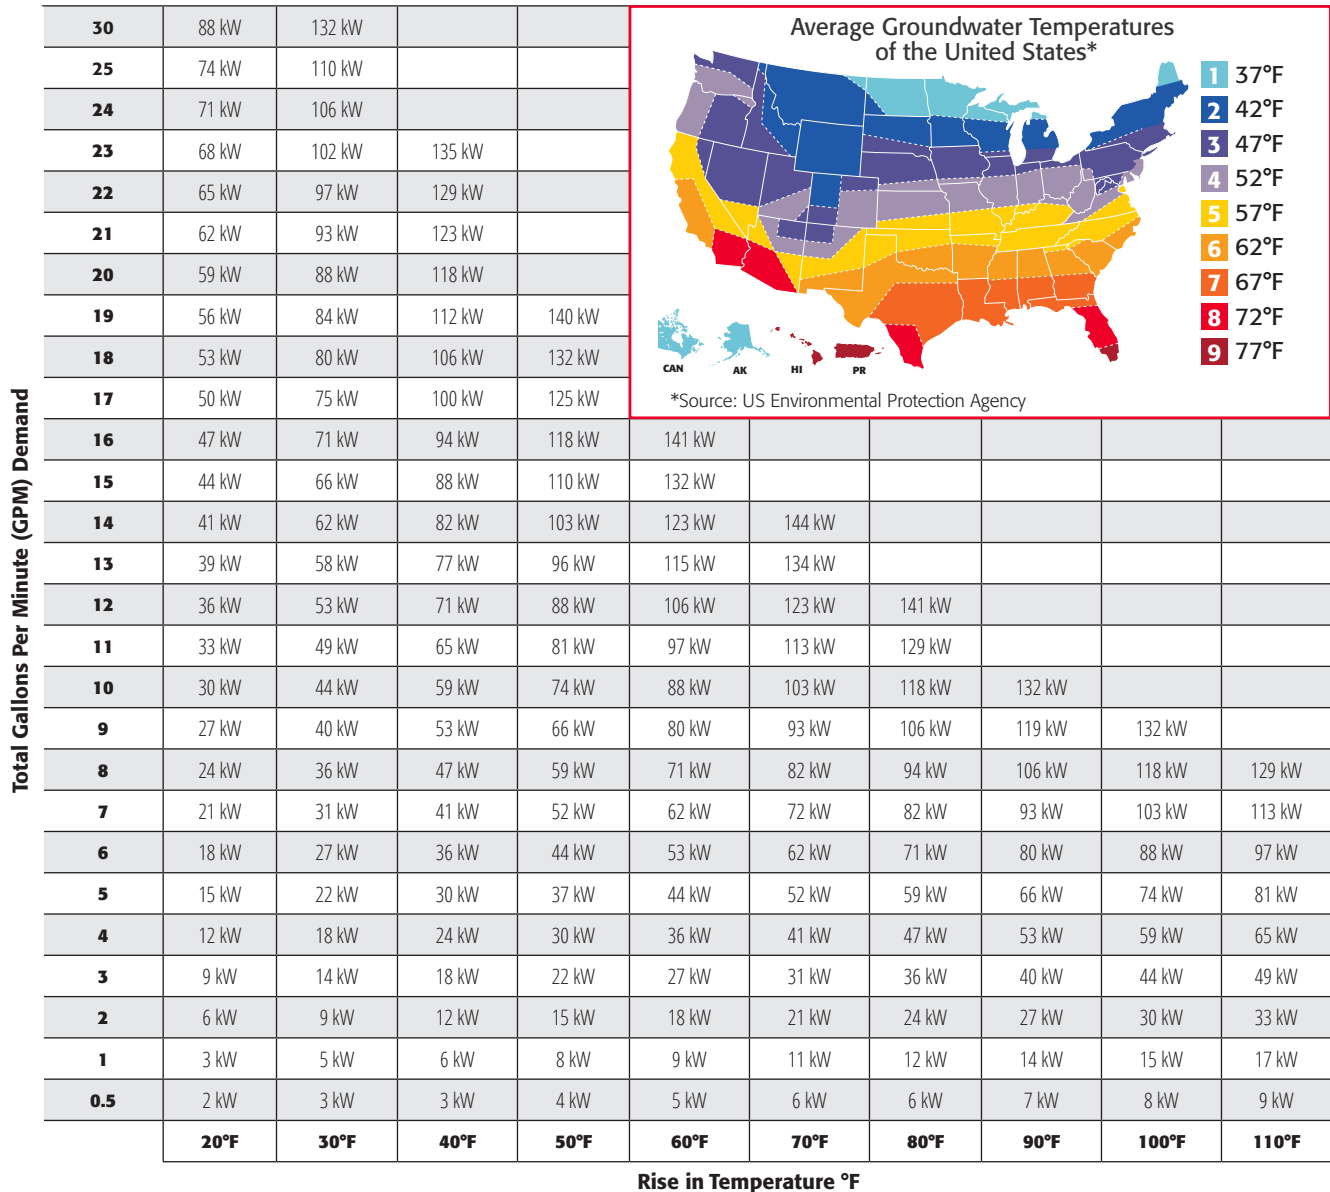 Average Groundwater Temperatures
of the United States*
1 37°F
2 42°F
3 47°F
4 52°F
5 57°F
6 62°F
7 67°F
8 72°F
9 77°F
CAN AK HI PR
*Source: US Environmental Protection Agency
Total Gallons Per Minute (GPM) Demand
30 88 kW 132 kW
25 74 kW 110 kW
24 71 kW 106 kW
23 68 kW 102 kW 135 kW
22 65 kW 97 kW 129 kW
21 62 kW 93 kW 123 kW
20 59 kW 88 kW 118 kW
19 56 kW 84 kW 112 kW 140 kW
18 53 kW 80 kW 106 kW 132 kW
17 50 kW 75 kW 100 kW 125 kW
16 47 kW 71 kW 94 kW 118 kW 141 kW
15 44 kW 66 kW 88 kW 110 kW 132 kW
14 41 kW 62 kW 82 kW 103 kW 123 kW 144 kW
13 39 kW 58 kW 77 kW 96 kW 115 kW 134 kW
12 36 kW 53 kW 71 kW 88 kW 106 kW 123 kW 141 kW
11 33 kW 49 kW 65 kW 81 kW 97 kW 113 kW 129 kW
10 30 kW 44 kW 59 kW 74 kW 88 kW 103 kW 118 kW 132 kW
9 27 kW 40 kW 53 kW 66 kW 80 kW 93 kW 106 kW 119 kW 132 kW
8 24 kW 36 kW 47 kW 59 kW 71 kW 82 kW 94 kW 106 kW 118 kW 129 kW
7 21 kW 31 kW 41 kW 52 kW 62 kW 72 kW 82 kW 93 kW 103 kW 113 kW
6 18 kW 27 kW 36 kW 44 kW 53 kW 62 kW 71 kW 80 kW 88 kW 97 kW
5 15 kW 22 kW 30 kW 37 kW 44 kW 52 kW 59 kW 66 kW 74 kW 81 kW
4 12 kW 18 kW 24 kW 30 kW 36 kW 41 kW 47 kW 53 kW 59 kW 65 kW
3 9 kW 14 kW 18 kW 22 kW 27 kW 31 kW 36 kW 40 kW 44 kW 49 kW
2 6 kW 9 kW 12 kW 15 kW 18 kW 21 kW 24 kW 27 kW 30 kW 33 kW
1 3 kW 5 kW 6 kW 8 kW 9 kW 11 kW 12 kW 14 kW 15 kW 17 kW
0.5 2 kW 3 kW 3 kW 4 kW 5 kW 6 kW 6 kW 7 kW 8 kW 9 kW
20°F 30°F 40°F 50°F 60°F 70°F 80°F 90°F 100°F 110°F
Rise in Temperature °F